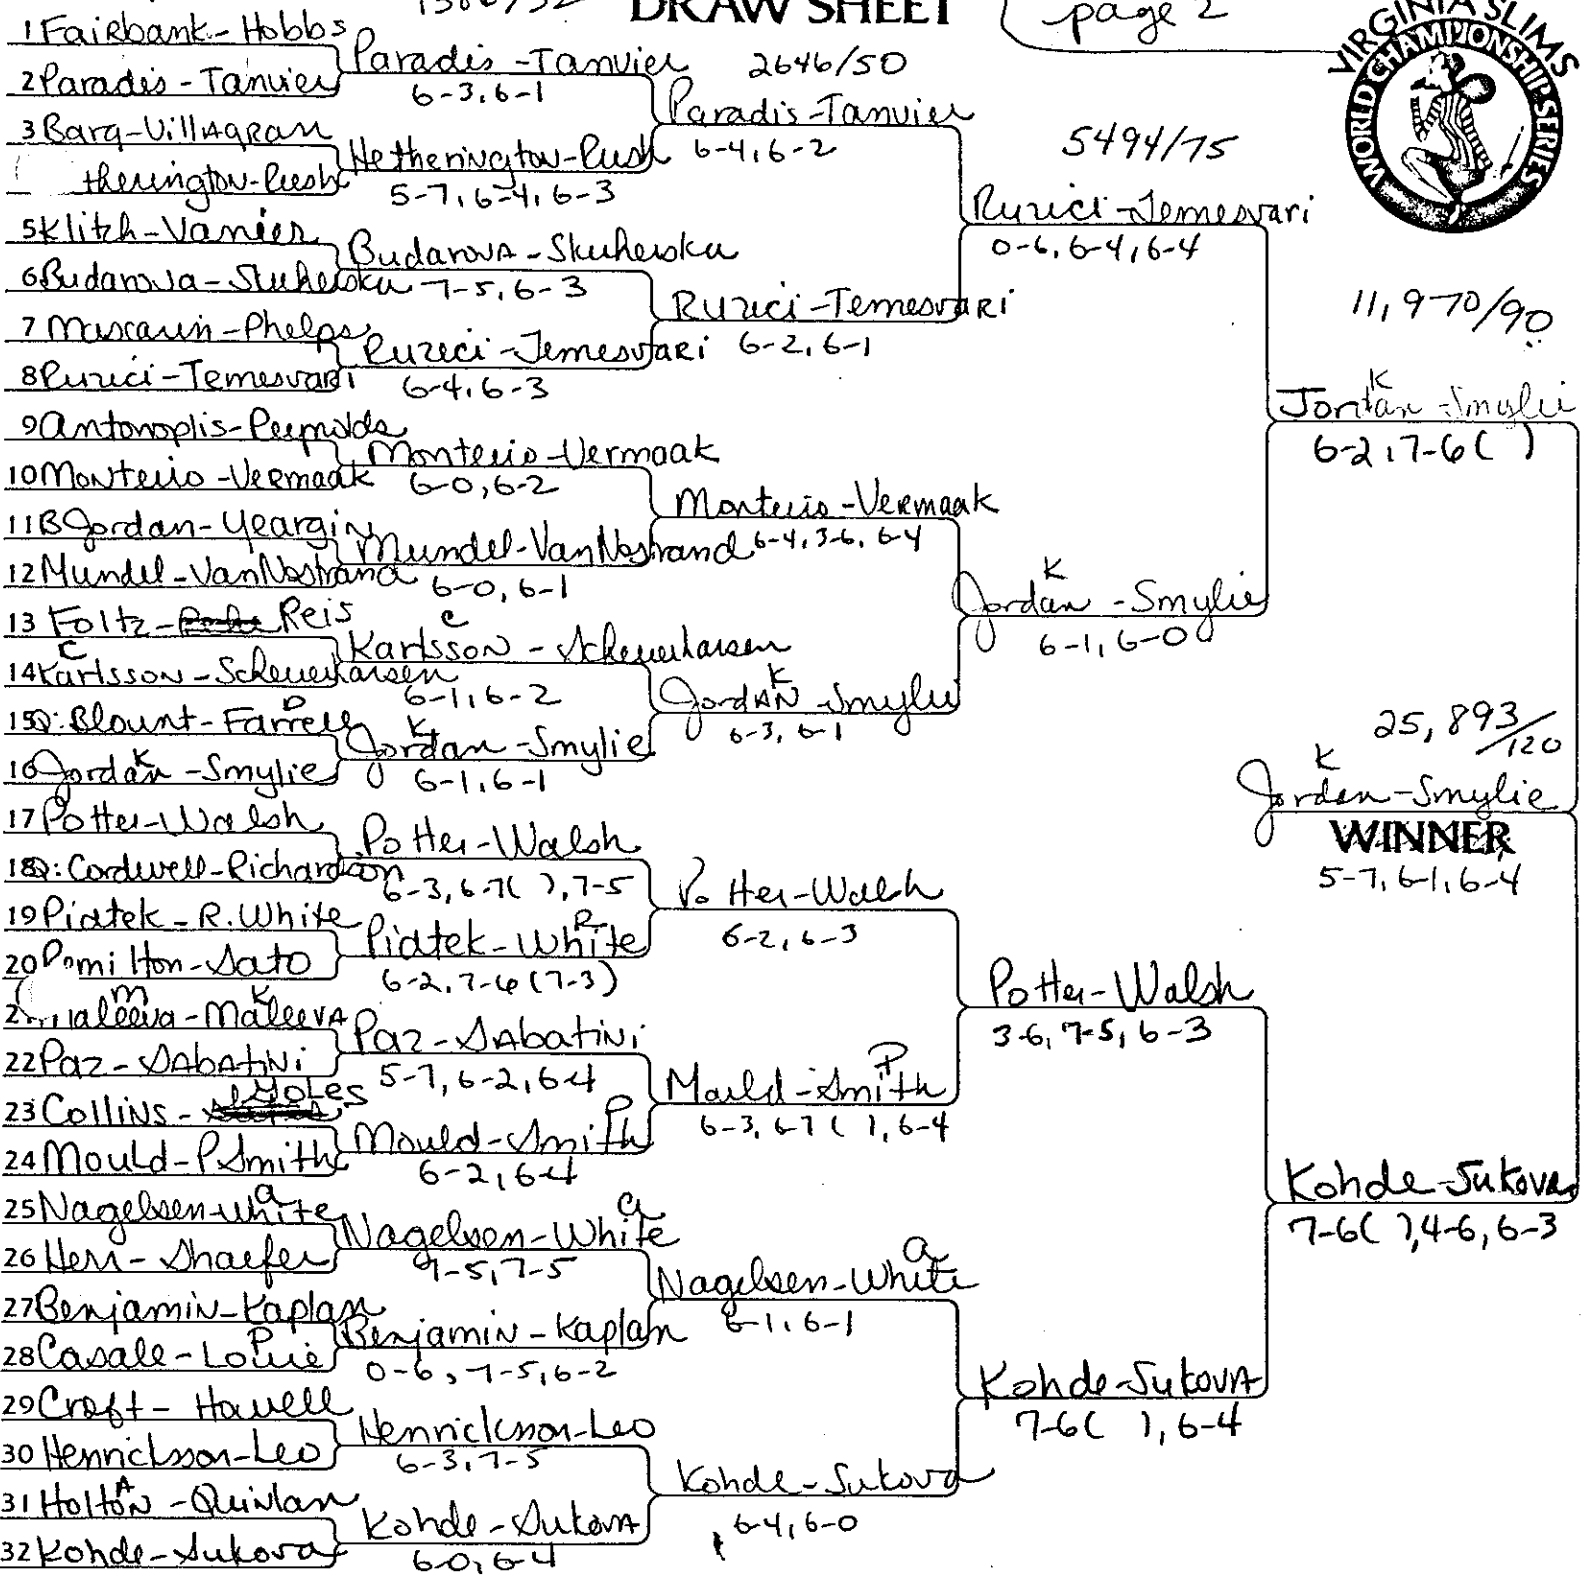 DRAW SHEET
page 2
VIRGINIA SLIMS
WORLD CHAMPIONSHIP SERIES
1 Fairbank-Hobbs
2 Paradis-Tanvier
3 Barg-Villagran
therington-Rush
5 Klitch-Vanier
6 Budarova-Skuherska
7 Mascarin-Phelps
8 Ruzici-Temesvari
9 Antonoplis-Reynolds
10 Monteiro-Vermaak
11 B Jordan-Yeargin
12 Mundel-VanNostrand
13 Foltz-Reis
14 Karlsson C-Scheuer Larsen
15 Q: Blount-Farrell D
16 Jordan K-Smylie
17 Potter-Walsh
18 Q: Cordwell-Richardson
19 Piatek-R. White
20 Pamilton-Sato
M Maleeva-K Maleeva
22 Paz-Sabatini
23 Collins-Moles
24 Mould-P Smith
25 Nagelsen-White a
26 Herr-Shaefer
27 Benjamin-Kaplan
28 Casale-Louie P
29 Croft-Howell
30 Henricksson-Leo
31 Holton A-Quinlan
32 Kohde-Sukova
Paradis-Tanvier
6-3, 6-1
Hetherington-Rush
5-7, 6-4, 6-3
Budarova-Skuherska
7-5, 6-3
Ruzici-Temesvari
6-4, 6-3
Monteiro-Vermaak
6-0, 6-2
Mundel-VanNostrand
6-0, 6-1
Karlsson C-Scheuer Larsen
6-1, 6-2
Jordan K-Smylie
6-1, 6-1
Potter-Walsh
6-3, 6-7( ), 7-5
Piatek-White R
6-2, 7-6 (7-3)
Paz-Sabatini
5-7, 6-2, 6-4
Mould-Smith P
6-2, 6-4
Nagelsen-White a
7-5, 7-5
Benjamin-Kaplan
0-6, 7-5, 6-2
Henricksson-Leo
6-3, 7-5
Kohde-Sukova
6-0, 6-4
2646/50
Paradis-Tanvier
6-4, 6-2
Ruzici-Temesvari
6-2, 6-1
Monteiro-Vermaak
6-4, 3-6, 6-4
Jordan K-Smylie
6-3, 6-1
Potter-Walsh
6-2, 6-3
Mould-Smith P
6-3, 6-7 ( ), 6-4
Nagelsen-White a
6-1, 6-1
Kohde-Sukova
6-4, 6-0
5494/75
Ruzici-Temesvari
0-6, 6-4, 6-4
Jordan K-Smylie
6-1, 6-0
Potter-Walsh
3-6, 7-5, 6-3
Kohde-Sukova
7-6( ), 6-4
11,970/90
Jordan K-Smylie
6-2, 7-6 ( )
Kohde-Sukova
7-6( ), 4-6, 6-3
25,893/120
Jordan K-Smylie
WINNER
5-7, 6-1, 6-4